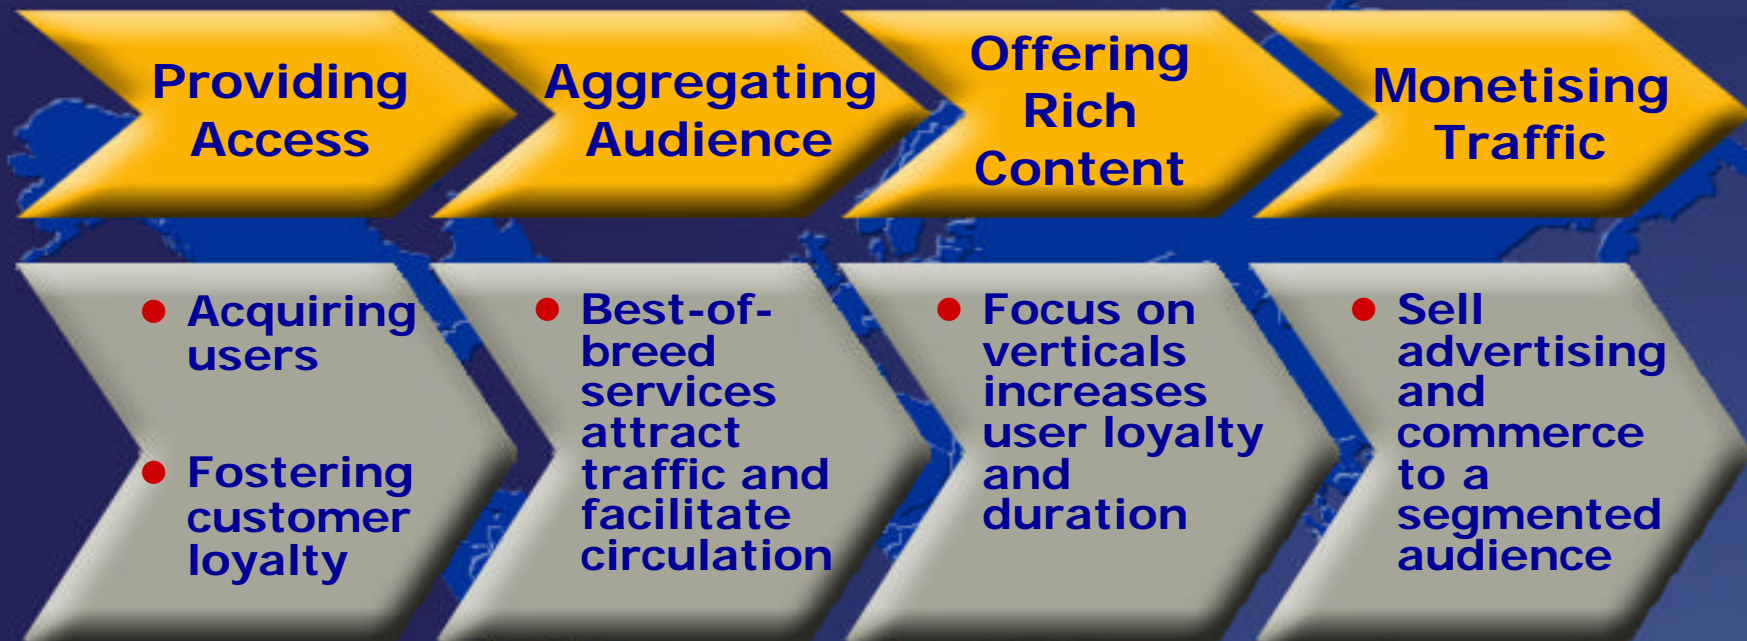 Providing
Access
Aggregating
Audience
Offering
Rich
Content
Monetising
Traffic
• Acquiring
users
• Fostering
customer
loyalty
• Best-of-
breed
services
attract
traffic and
facilitate
circulation
• Focus on
verticals
increases
user loyalty
and
duration
• Sell
advertising
and
commerce
to a
segmented
audience